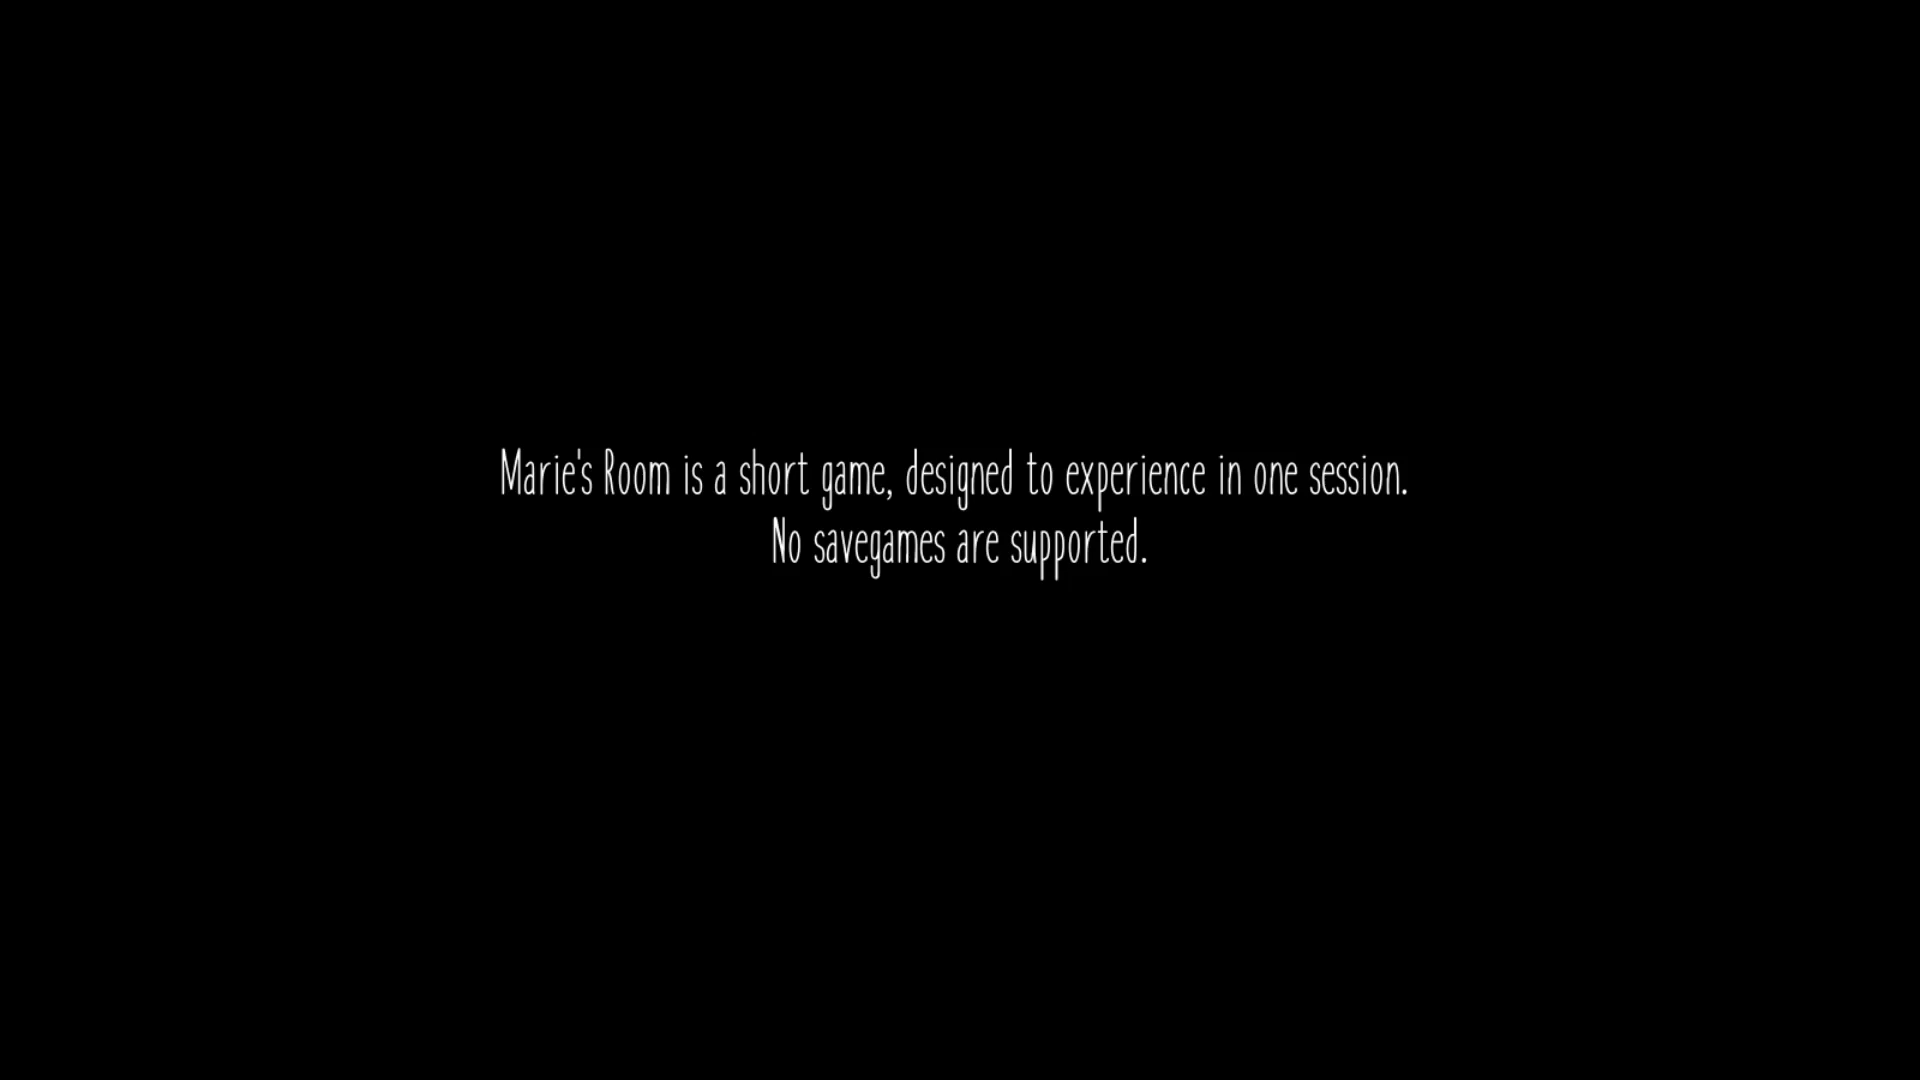 Marie's Room is a short game, designed to experience in one session.
No savegames are supported.